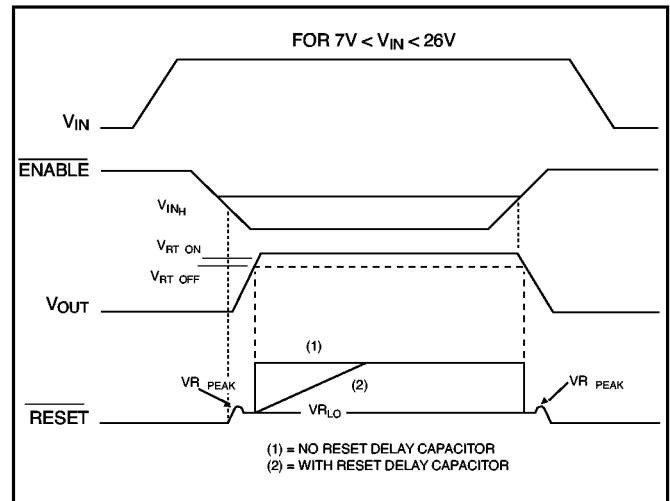 FOR 7V < VIN < 26V
VIN
ENABLE
VINH
VRT ON
VRT OFF
VOUT
(1)
(2)
VR PEAK
VR PEAK
VRLO
RESET
(1) = NO RESET DELAY CAPACITOR
(2) = WITH RESET DELAY CAPACITOR